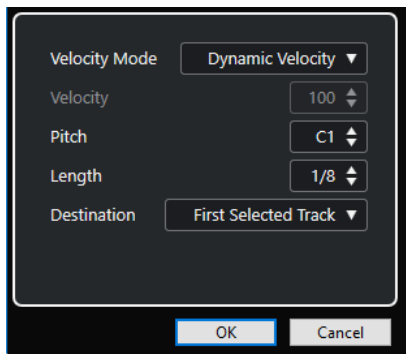 Velocity Mode Dynamic Velocity
Velocity 100
Pitch C1
Length 1/8
Destination First Selected Track
OK Cancel